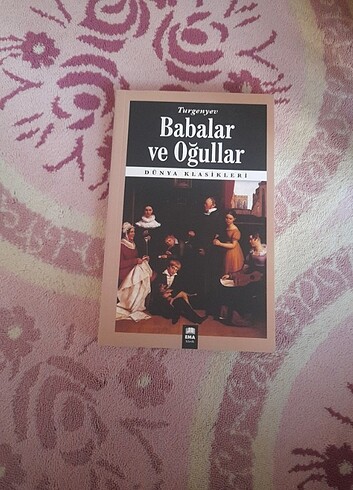 Turgenyev
Babalar
ve Oğullar
DÜNYA KLASİKLERİ
EMA